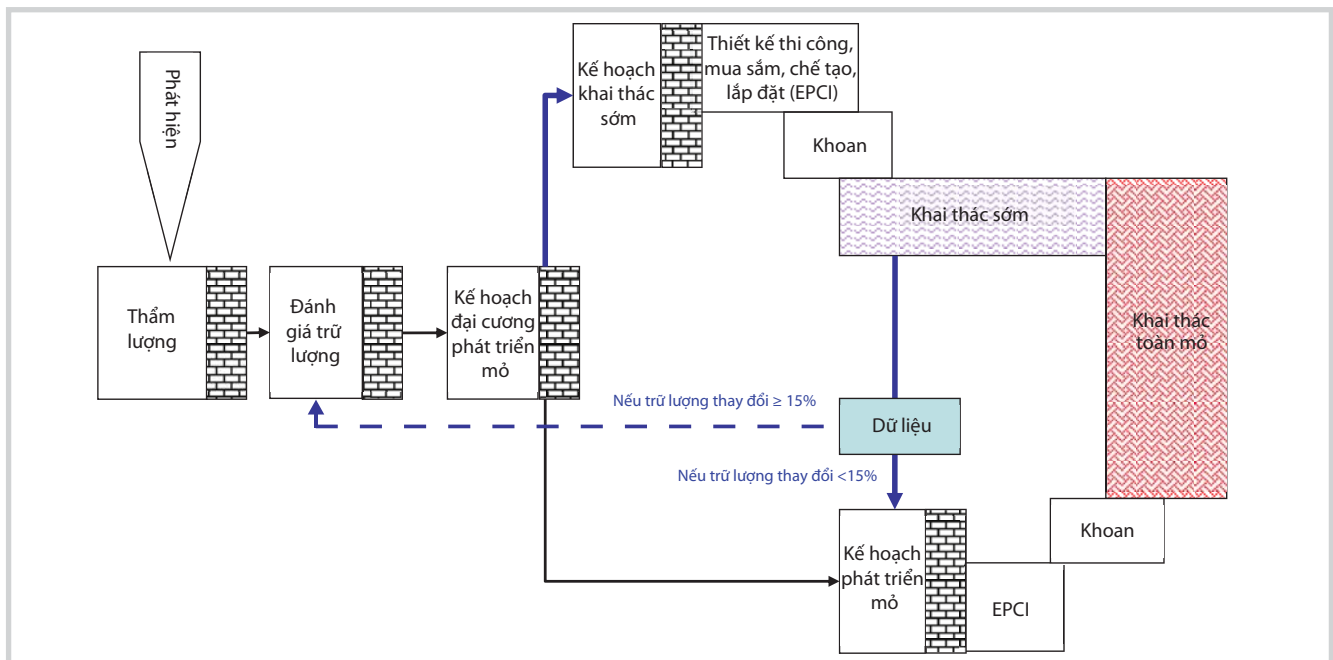 Phát hiện
Thẩm
lượng
Đánh
giá trữ
lượng
Kế hoạch
đại cương
phát triển
mỏ
Kế hoạch
khai thác
sớm
Thiết kế thi công,
mua sắm, chế tạo,
lắp đặt (EPCI)
Khoan
Khai thác sớm
Khai thác
toàn mỏ
Nếu trữ lượng thay đổi ≥ 15%
Dữ liệu
Nếu trữ lượng thay đổi <15%
Kế hoạch
phát triển
mỏ
EPCI
Khoan